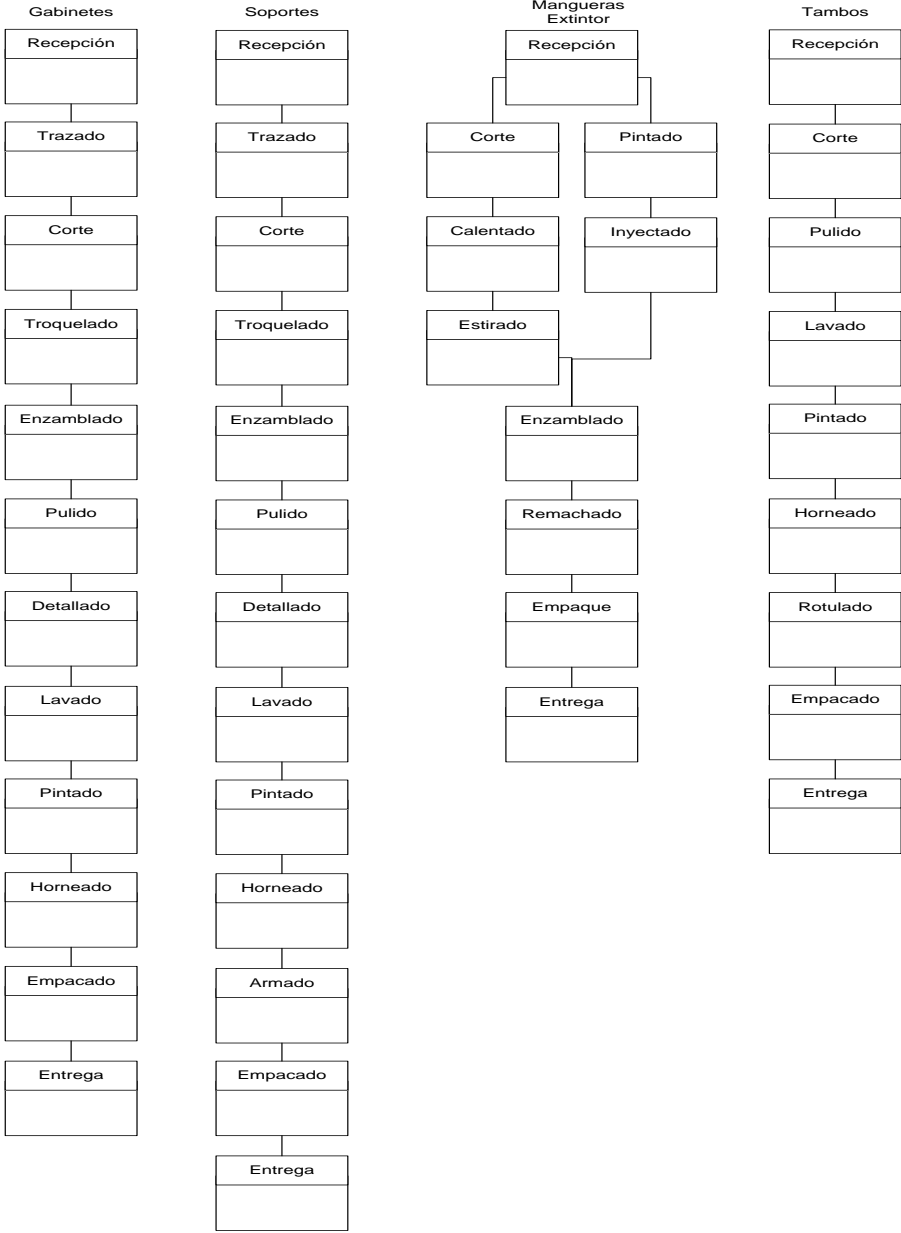 Gabinetes
Recepción
Trazado
Corte
Troquelado
Enzamblado
Pulido
Detallado
Lavado
Pintado
Horneado
Empacado
Entrega
Soportes
Recepción
Trazado
Corte
Troquelado
Enzamblado
Pulido
Detallado
Lavado
Pintado
Horneado
Armado
Empacado
Entrega
Mangueras
Extintor
Recepción
Corte
Pintado
Calentado
Inyectado
Estirado
Enzamblado
Remachado
Empaque
Entrega
Tambos
Recepción
Corte
Pulido
Lavado
Pintado
Horneado
Rotulado
Empacado
Entrega